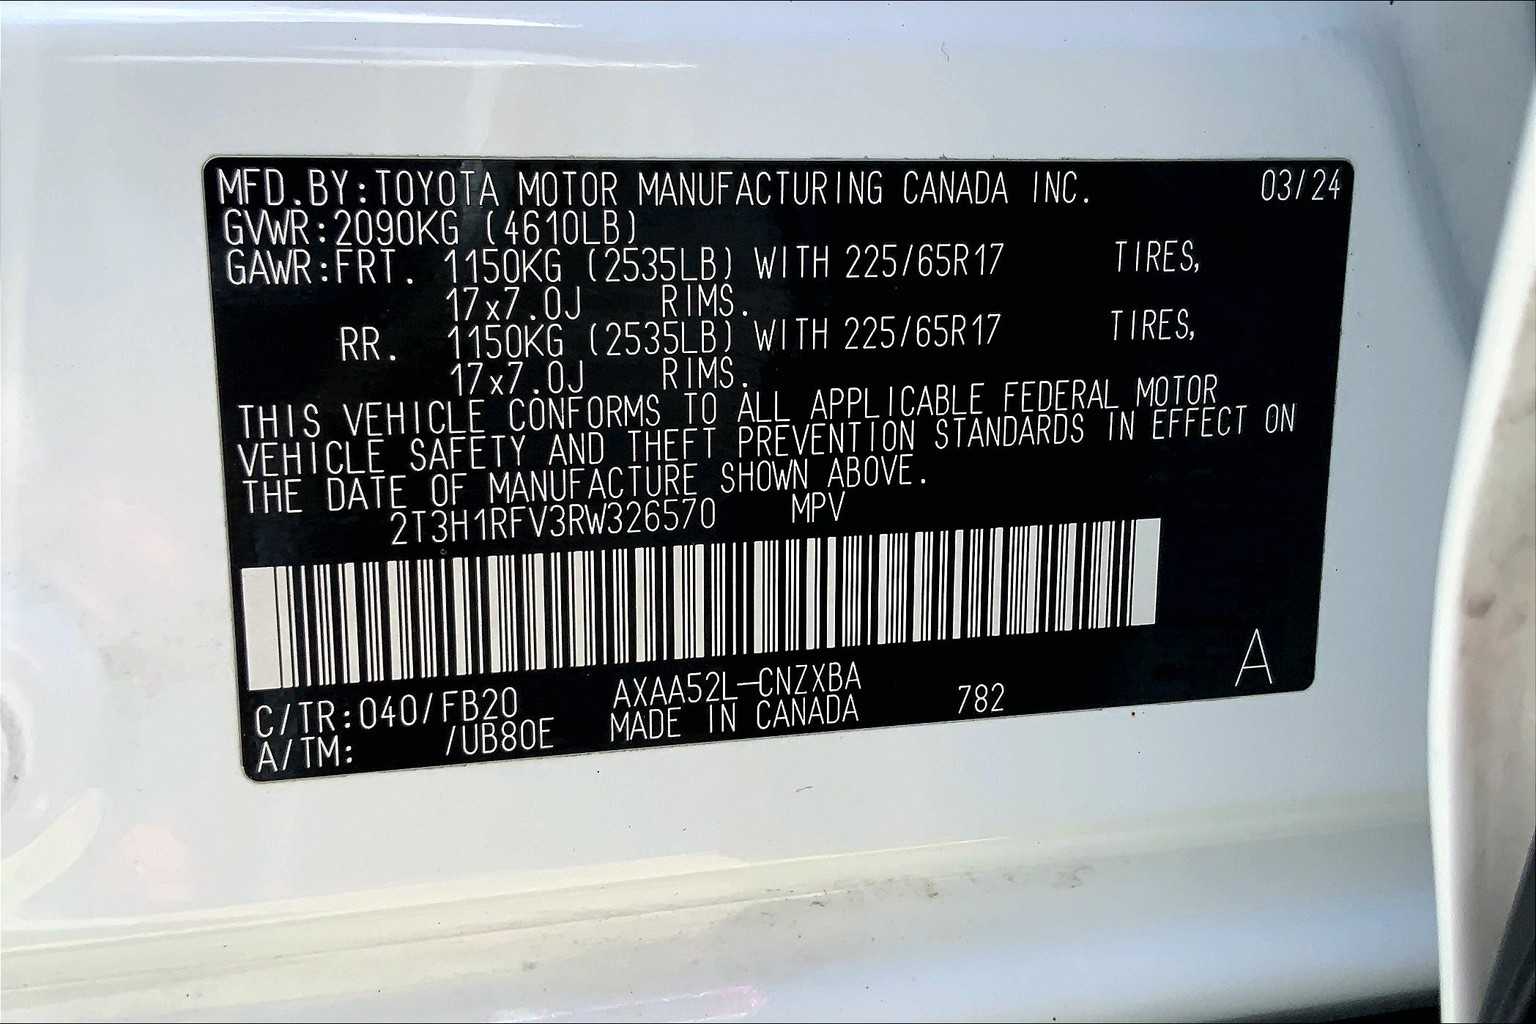 MFD.BY:TOYOTA MOTOR MANUFACTURING CANADA INC. 03/24
GVWR:2090KG (4610LB)
GAWR:FRT. 1150KG (2535LB) WITH 225/65R17 TIRES,
17x7.0J RIMS.
RR. 1150KG (2535LB) WITH 225/65R17 TIRES,
17x7.0J RIMS.
THIS VEHICLE CONFORMS TO ALL APPLICABLE FEDERAL MOTOR
VEHICLE SAFETY AND THEFT PREVENTION STANDARDS IN EFFECT ON
THE DATE OF MANUFACTURE SHOWN ABOVE.
2T3H1RFV3RW326570 MPV
A
C/TR:040/FB20 AXAA52L-CNZXBA
A/TM: /UB80E MADE IN CANADA 782